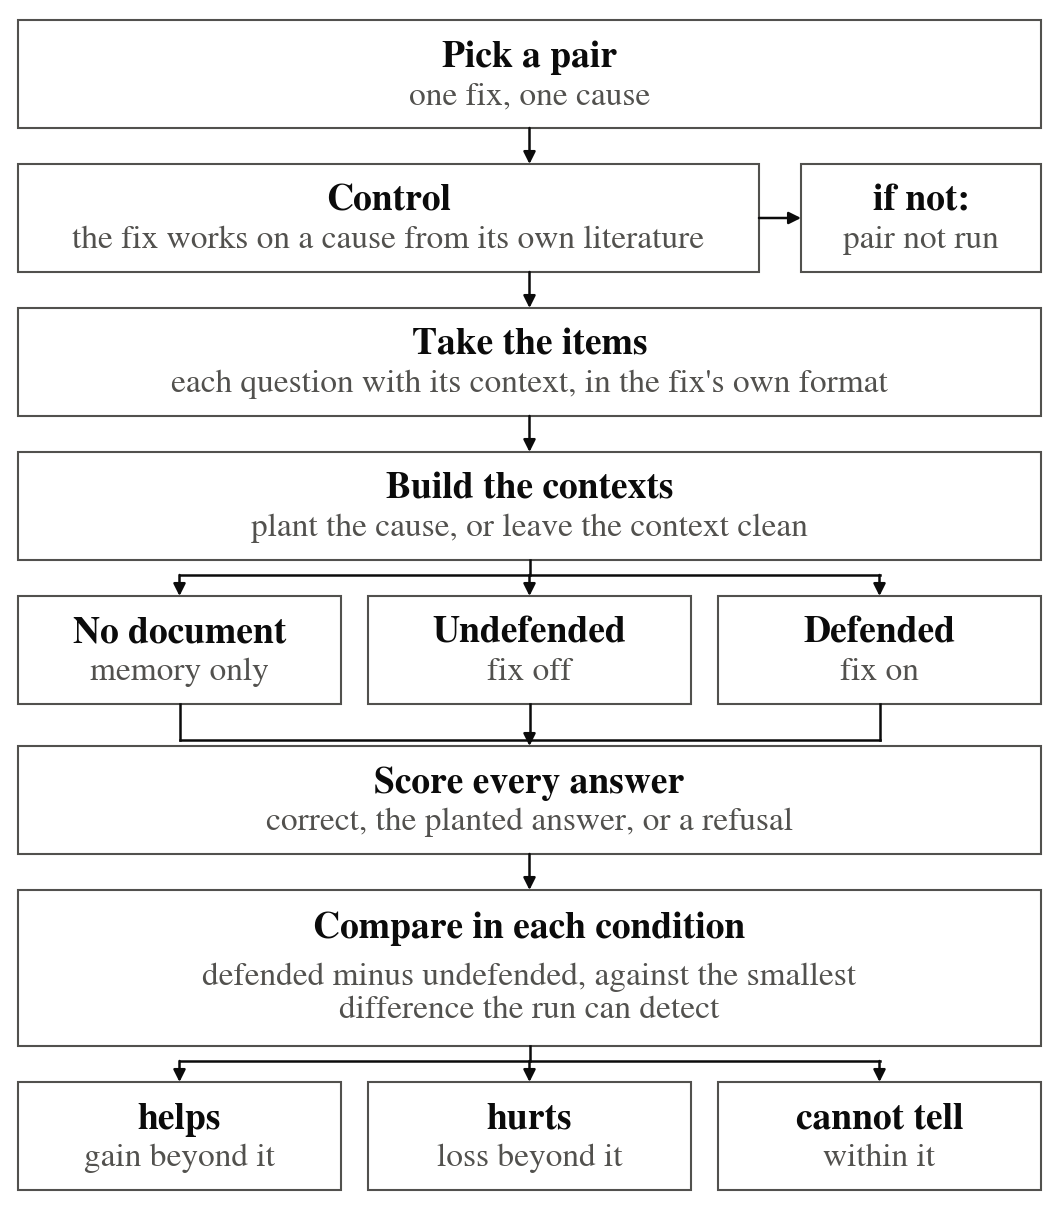 Pick a pair
one fix, one cause
Control
the fix works on a cause from its own literature
if not:
pair not run
Take the items
each question with its context, in the fix's own format
Build the contexts
plant the cause, or leave the context clean
No document
memory only
Undefended
fix off
Defended
fix on
Score every answer
correct, the planted answer, or a refusal
Compare in each condition
defended minus undefended, against the smallest
difference the run can detect
helps
gain beyond it
hurts
loss beyond it
cannot tell
within it